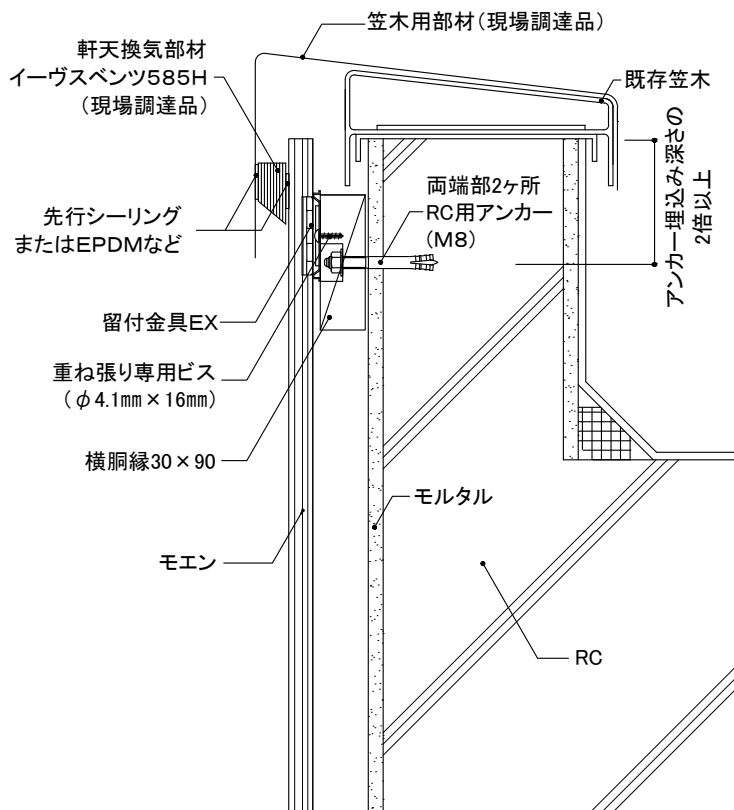 笠木用部材(現場調達品)
軒天換気部材
イーヴスベンツ585H
(現場調達品)
既存笠木
アンカー埋込み深さの
2倍以上
両端部2ヶ所
RC用アンカー
(M8)
先行シーリング
またはEPDMなど
留付金具EX
重ね張り専用ビス
(φ4.1mm×16mm)
横胴縁30×90
モルタル
モエン
RC